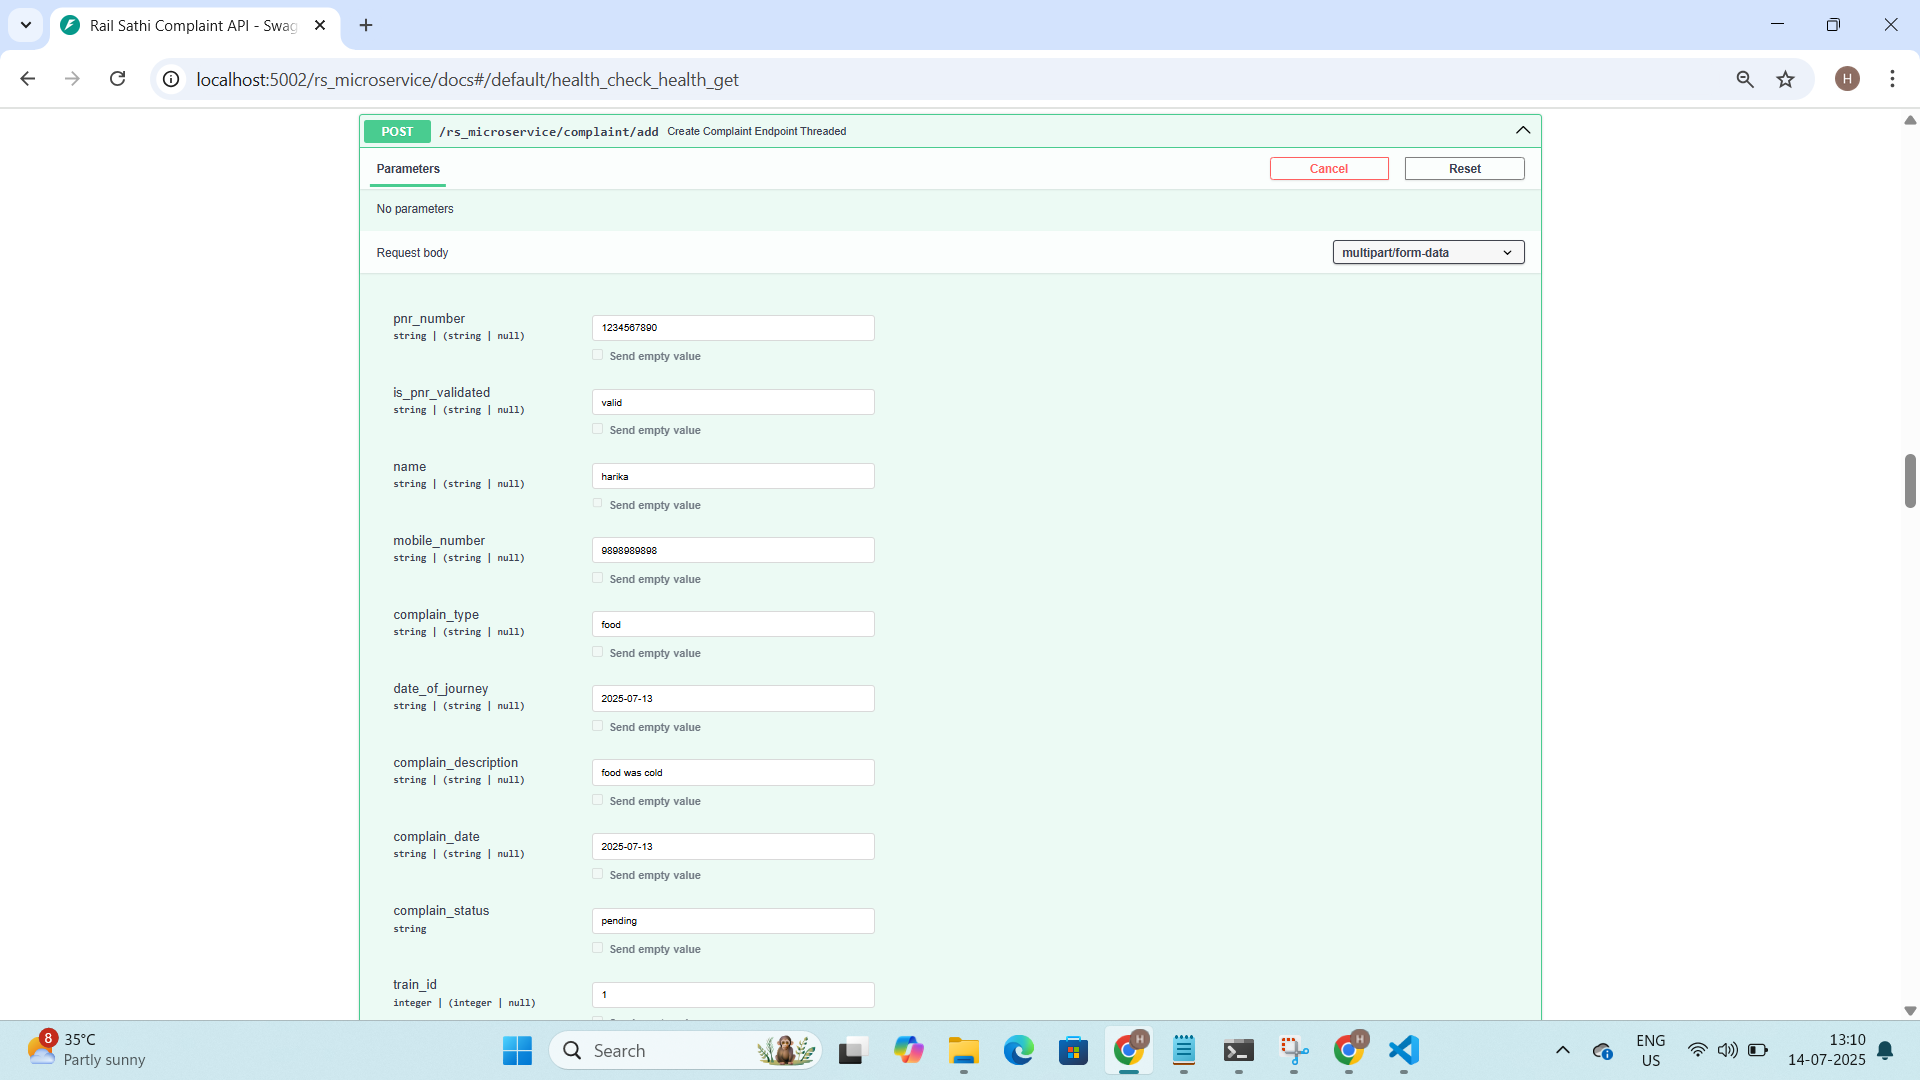 Rail Sathi Complaint API - Swag
localhost:5002/rs_microservice/docs#/default/health_check_health_get
H
POST /rs_microservice/complaint/add Create Complaint Endpoint Threaded
Parameters
Cancel
Reset
No parameters
Request body
multipart/form-data
pnr_number
string | (string | null)
1234567890
Send empty value
is_pnr_validated
string | (string | null)
valid
Send empty value
name
string | (string | null)
harika
Send empty value
mobile_number
string | (string | null)
9898989898
Send empty value
complain_type
string | (string | null)
food
Send empty value
date_of_journey
string | (string | null)
2025-07-13
Send empty value
complain_description
string | (string | null)
food was cold
Send empty value
complain_date
string | (string | null)
2025-07-13
Send empty value
complain_status
string
pending
Send empty value
train_id
integer | (integer | null)
1
8
35°C
Partly sunny
Search
H
H
ENG
US
13:10
14-07-2025